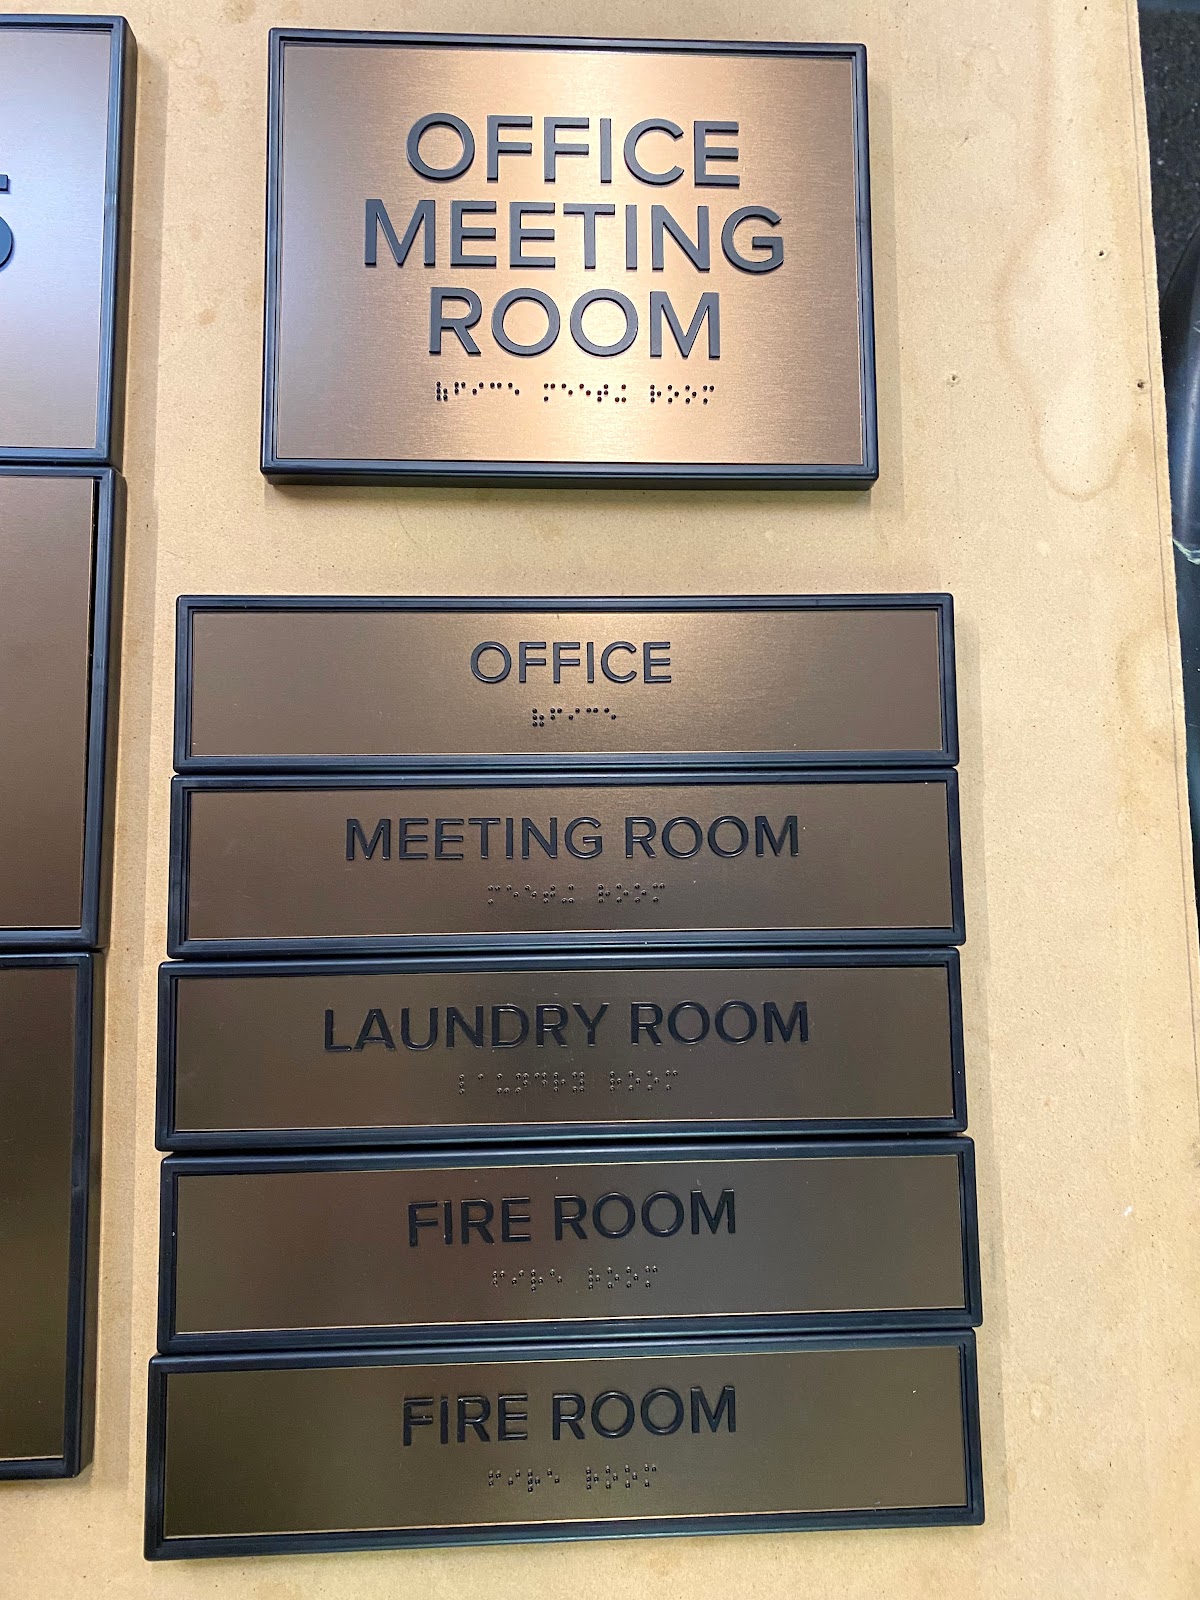 OFFICE
MEETING
ROOM
⠷⠋⠊⠉⠑ ⠍⠑⠑⠞⠬ ⠗⠕⠕⠍
OFFICE
⠷⠋⠊⠉⠑
MEETING ROOM
⠍⠑⠑⠞⠬ ⠗⠕⠕⠍
LAUNDRY ROOM
⠇⠁⠥⠝⠙⠗⠽ ⠗⠕⠕⠍
FIRE ROOM
⠋⠊⠗⠑ ⠗⠕⠕⠍
FIRE ROOM
⠋⠊⠗⠑ ⠗⠕⠕⠍